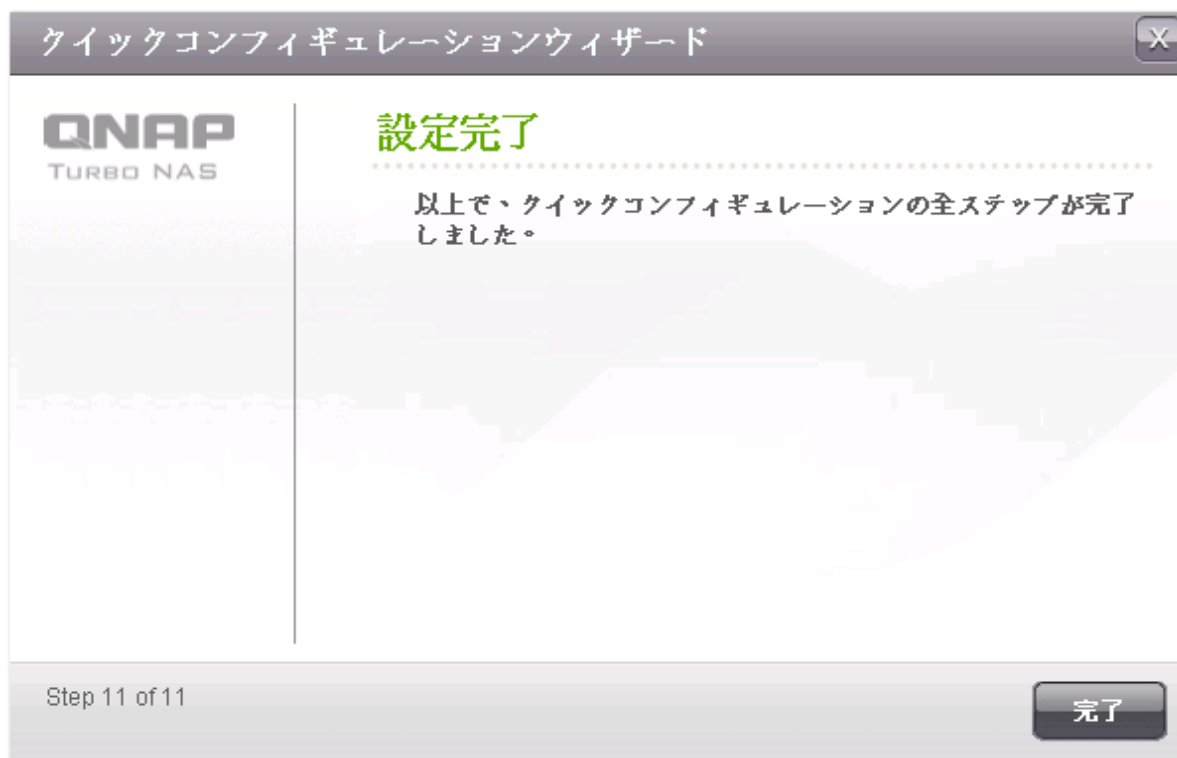 クイックコンフィギュレーションウィザード
X
QNAP
TURBO NAS
設定完了
以上で、クイックコンフィギュレーションの全ステップが完了
しました。
Step 11 of 11
完了